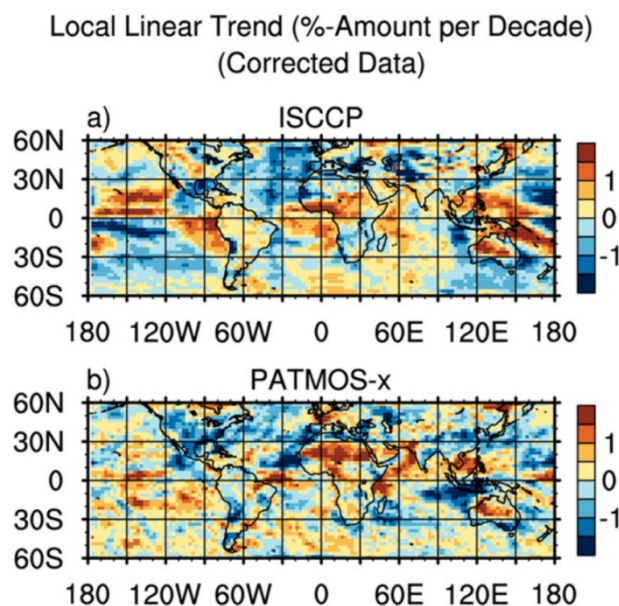 Local Linear Trend (%-Amount per Decade)
(Corrected Data)
a) ISCCP
60N
30N
0
30S
60S
180 120W 60W 0 60E 120E 180
1
0
-1
b) PATMOS-x
60N
30N
0
30S
60S
180 120W 60W 0 60E 120E 180
1
0
-1